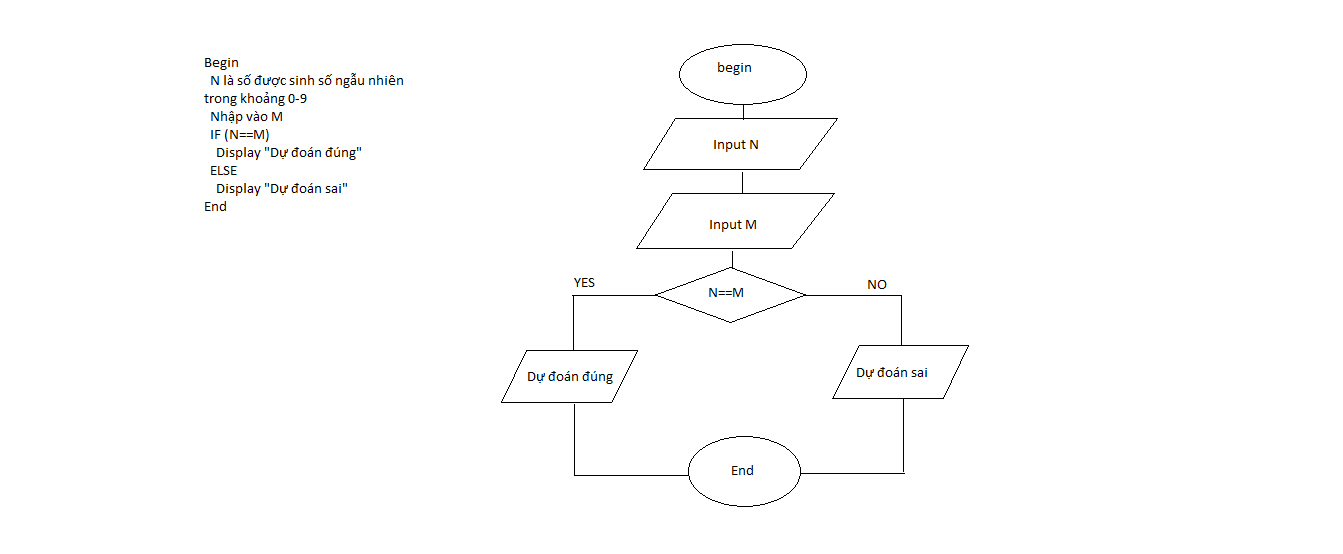 Begin
N là số được sinh số ngẫu nhiên
trong khoảng 0-9
Nhập vào M
IF (N==M)
Display "Dự đoán đúng"
ELSE
Display "Dự đoán sai"
End
begin
Input N
Input M
N==M
YES
NO
Dự đoán đúng
Dự đoán sai
End